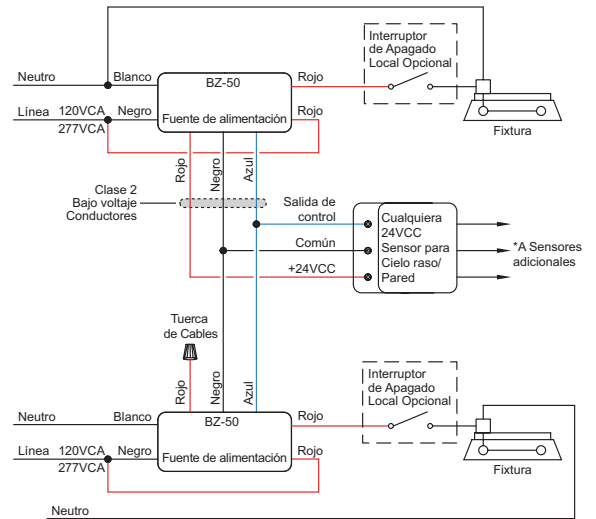 Interruptor
de Apagado
Local Opcional
Neutro
Blanco
BZ-50
Rojo
Línea
120VCA
Negro
Fuente de alimentación
Rojo
277VCA
Fixtura
Rojo
Negro
Azul
Clase 2
Bajo voltaje
Conductores
Salida de
control
Común
+24VCC
Cualquiera
24VCC
Sensor para
Cielo raso/
Pared
*A Sensores
adicionales
Tuerca
de Cables
Rojo
Negro
Azul
Interruptor
de Apagado
Local Opcional
Neutro
Blanco
BZ-50
Rojo
Línea
120VCA
Negro
Fuente de alimentación
Rojo
277VCA
Fixtura
Neutro